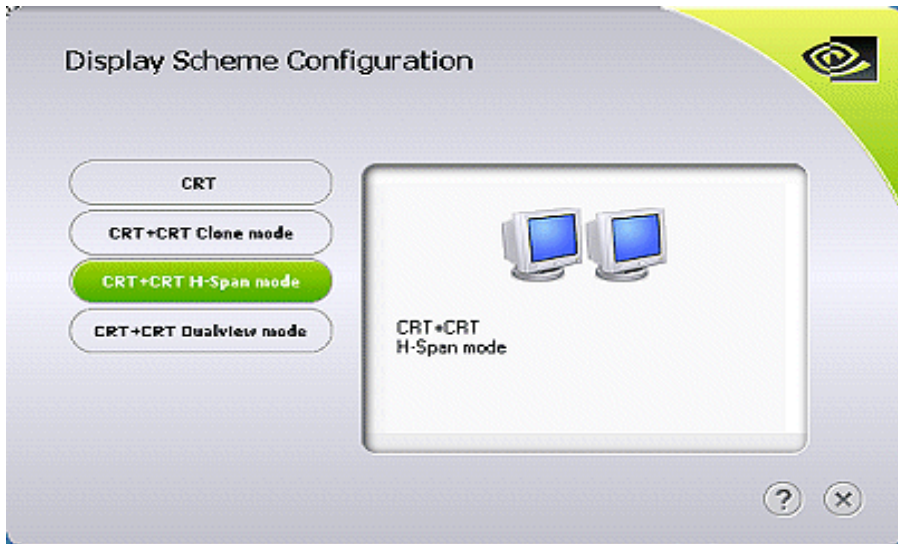 Display Scheme Configuration
CRT
CRT+CRT Clone mode
CRT+CRT H-Span mode
CRT+CRT Dualview mode
CRT+CRT
H-Span mode
?